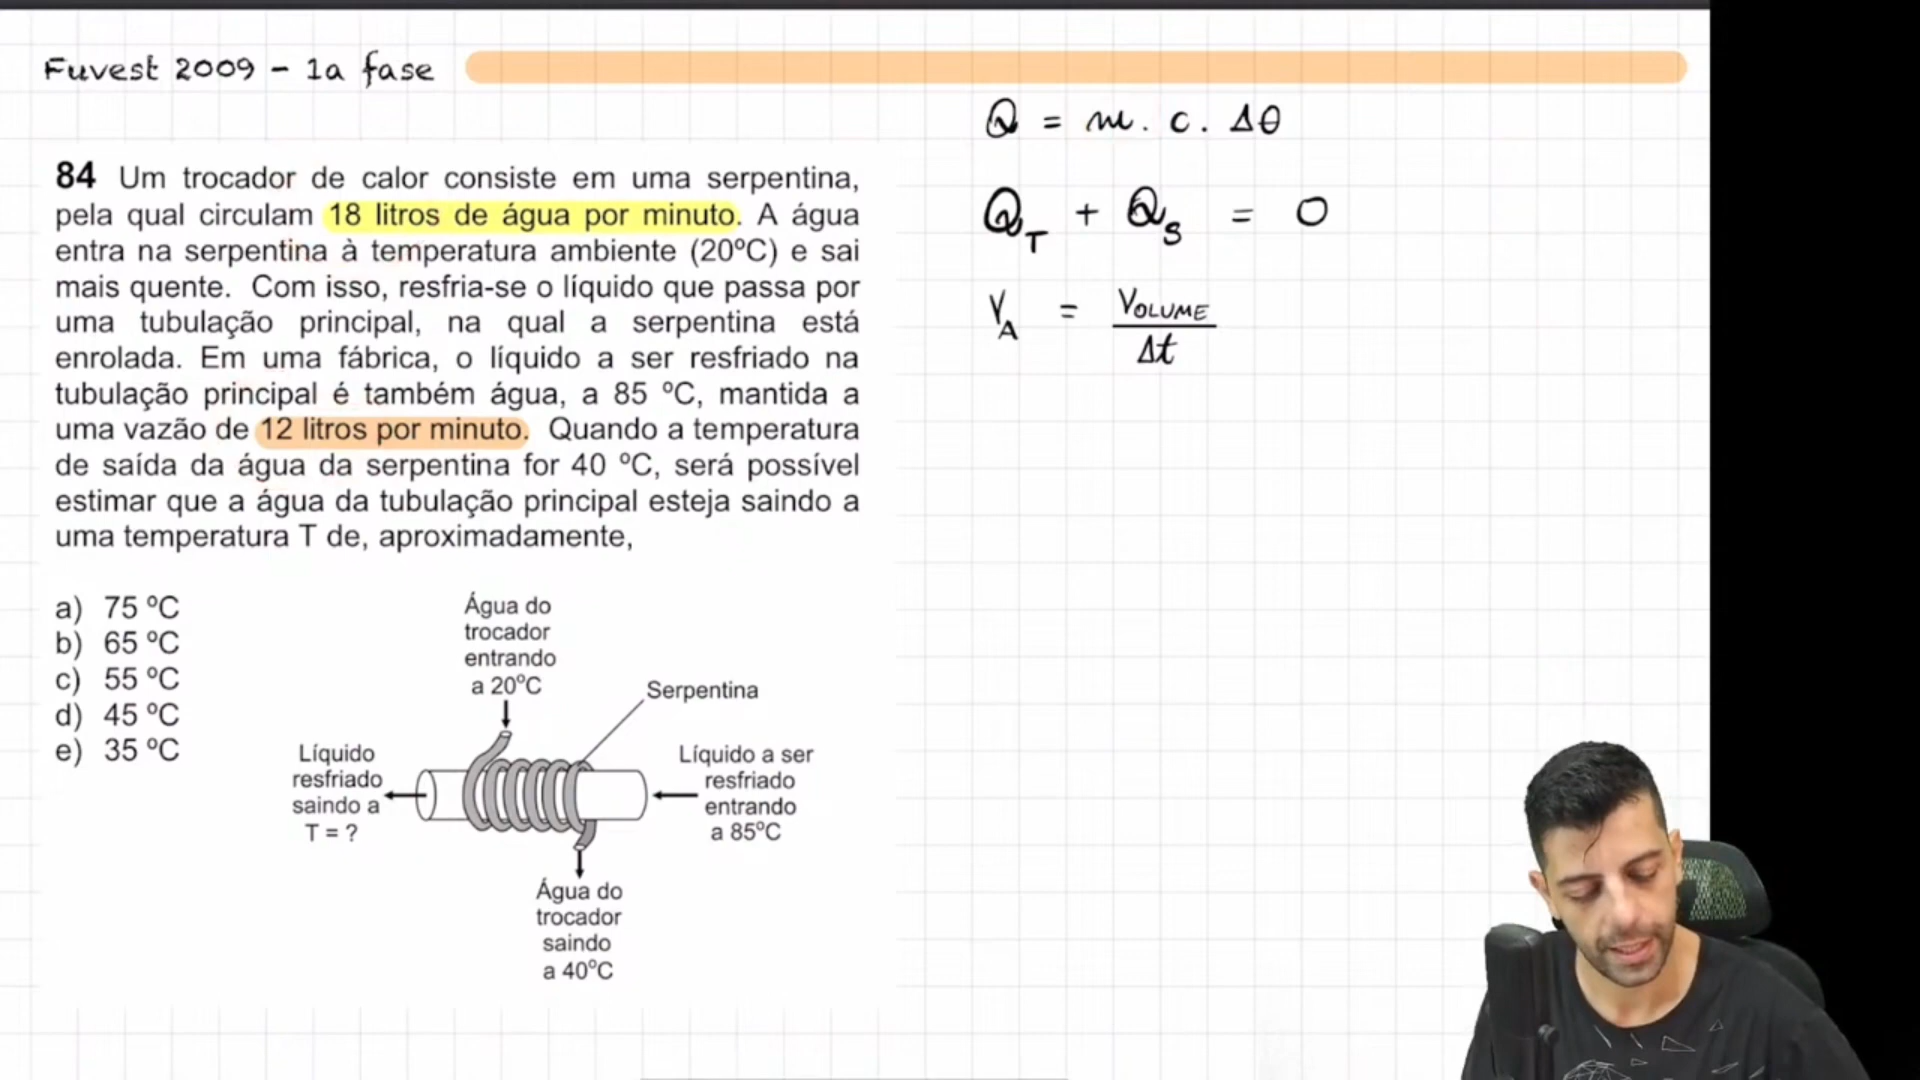 Fuvest 2009 - 1a fase
84 Um trocador de calor consiste em uma serpentina,
pela qual circulam 18 litros de água por minuto. A água
entra na serpentina à temperatura ambiente (20ºC) e sai
mais quente. Com isso, resfria-se o líquido que passa por
uma tubulação principal, na qual a serpentina está
enrolada. Em uma fábrica, o líquido a ser resfriado na
tubulação principal é também água, a 85 ºC, mantida a
uma vazão de 12 litros por minuto. Quando a temperatura
de saída da água da serpentina for 40 ºC, será possível
estimar que a água da tubulação principal esteja saindo a
uma temperatura T de, aproximadamente,
a) 75 ºC
b) 65 ºC
c) 55 ºC
d) 45 ºC
e) 35 ºC
Água do
trocador
entrando
a 20ºC
Serpentina
Líquido
resfriado
saindo a
T = ?
Líquido a ser
resfriado
entrando
a 85ºC
Água do
trocador
saindo
a 40ºC
Q = m . c . Δθ
Q_T + Q_S = 0
V_A = VOLUME / Δt